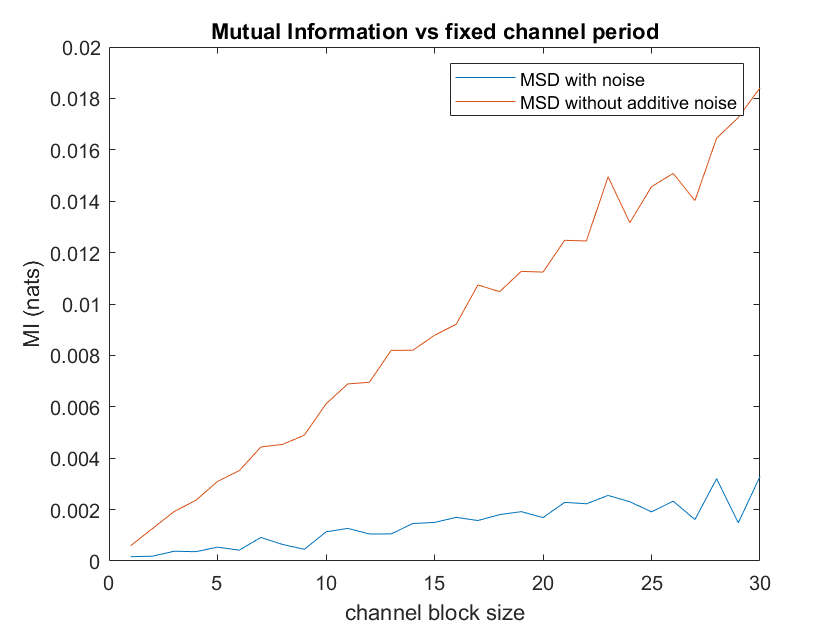 Mutual Information vs fixed channel period
MSD with noise
MSD without additive noise
0.02
0.018
0.016
0.014
0.012
0.01
0.008
0.006
0.004
0.002
0
MI (nats)
0 5 10 15 20 25 30
channel block size